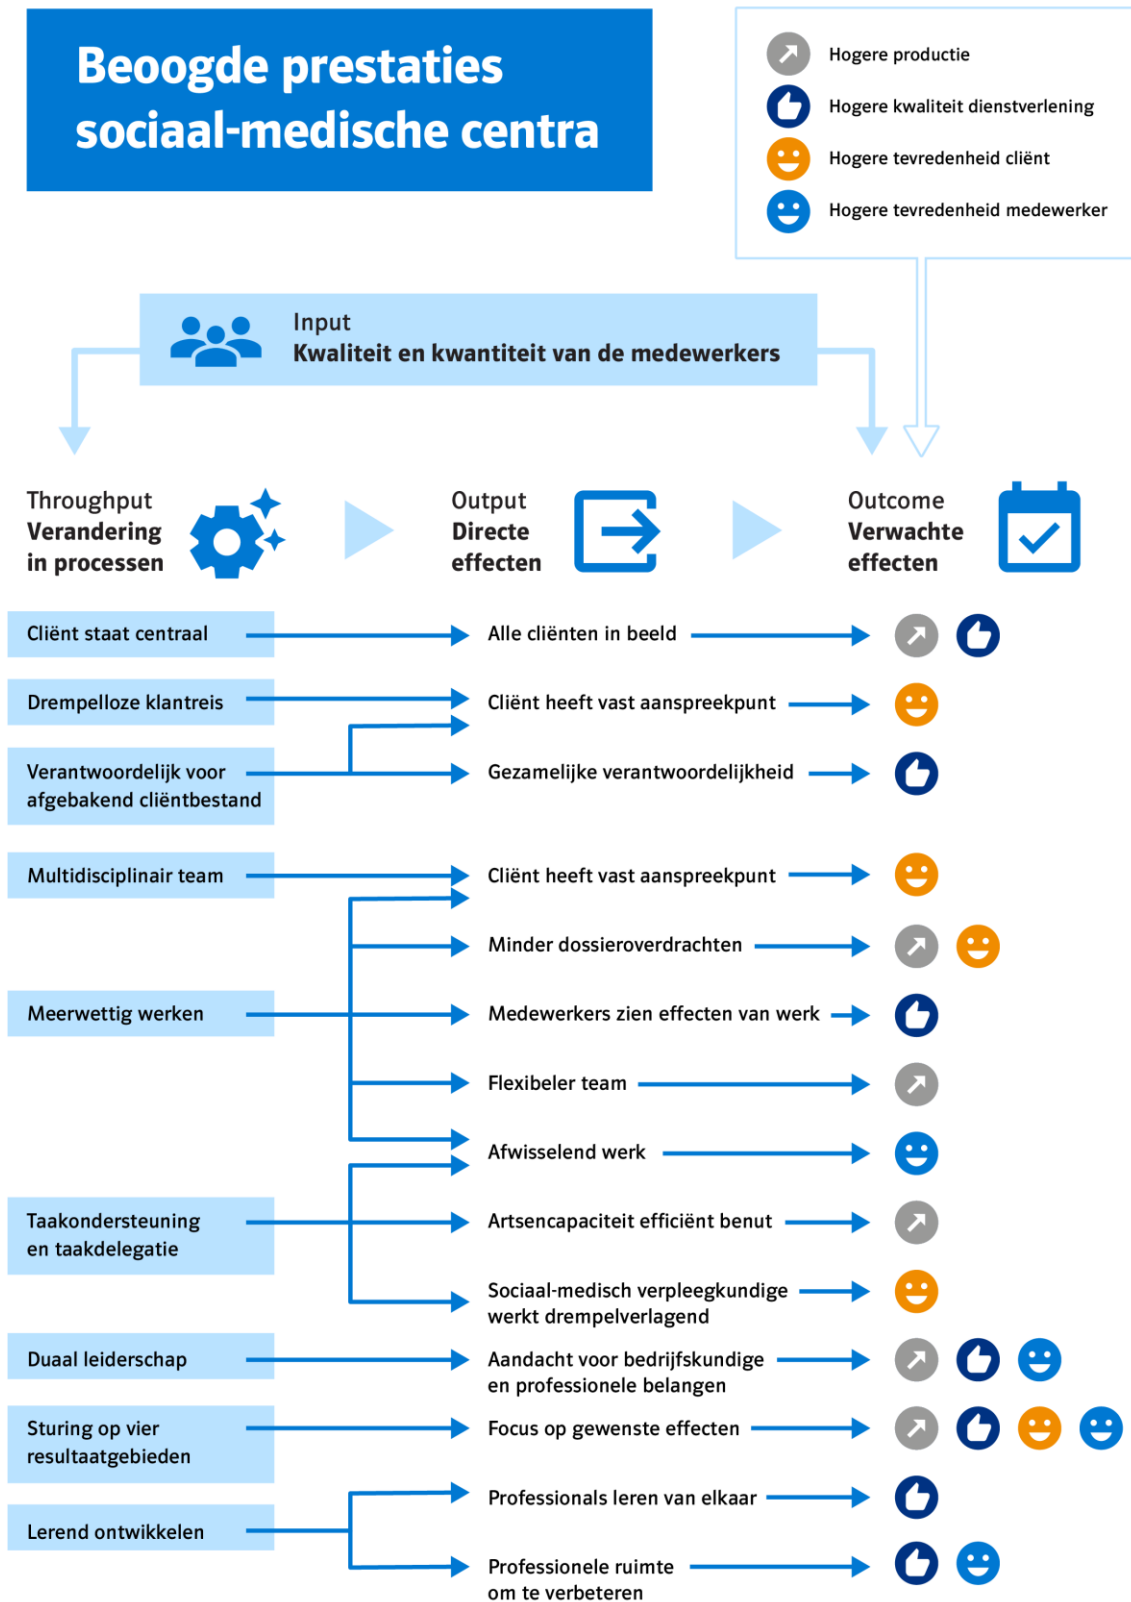 Beoogde prestaties
sociaal-medische centra
Hogere productie
Hogere kwaliteit dienstverlening
Hogere tevredenheid cliënt
Hogere tevredenheid medewerker
Input
Kwaliteit en kwantiteit van de medewerkers
Throughput
Verandering
in processen
Output
Directe
effecten
Outcome
Verwachte
effecten
Cliënt staat centraal
Alle cliënten in beeld
Drempelloze klantreis
Cliënt heeft vast aanspreekpunt
Verantwoordelijk voor
afgebakend cliëntbestand
Gezamelijke verantwoordelijkheid
Multidisciplinair team
Cliënt heeft vast aanspreekpunt
Minder dossieroverdrachten
Meerwettig werken
Medewerkers zien effecten van werk
Flexibeler team
Afwisselend werk
Taakondersteuning
en taakdelegatie
Artsencapaciteit efficiënt benut
Sociaal-medisch verpleegkundige
werkt drempelverlagend
Duaal leiderschap
Aandacht voor bedrijfskundige
en professionele belangen
Sturing op vier
resultaatgebieden
Focus op gewenste effecten
Professionals leren van elkaar
Lerend ontwikkelen
Professionele ruimte
om te verbeteren